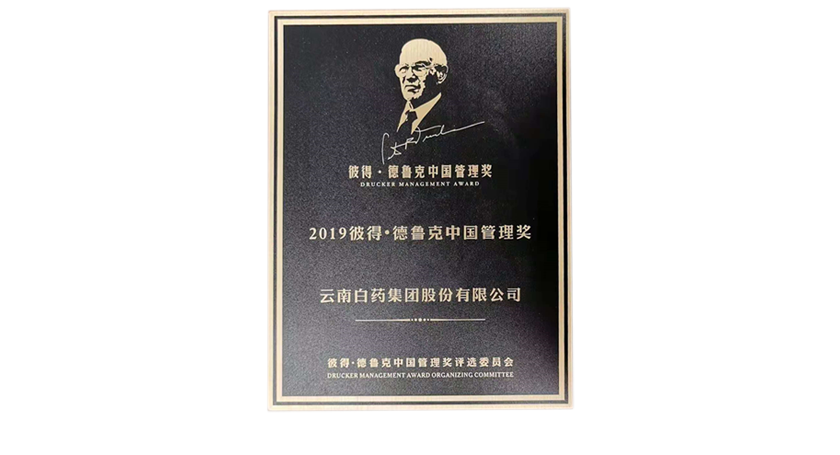 彼得·德鲁克中国管理奖
DRUCKER MANAGEMENT AWARD
2019彼得·德鲁克中国管理奖
云南白药集团股份有限公司
彼得·德鲁克中国管理奖评选委员会
DRUCKER MANAGEMENT AWARD ORGANIZING COMMITTEE